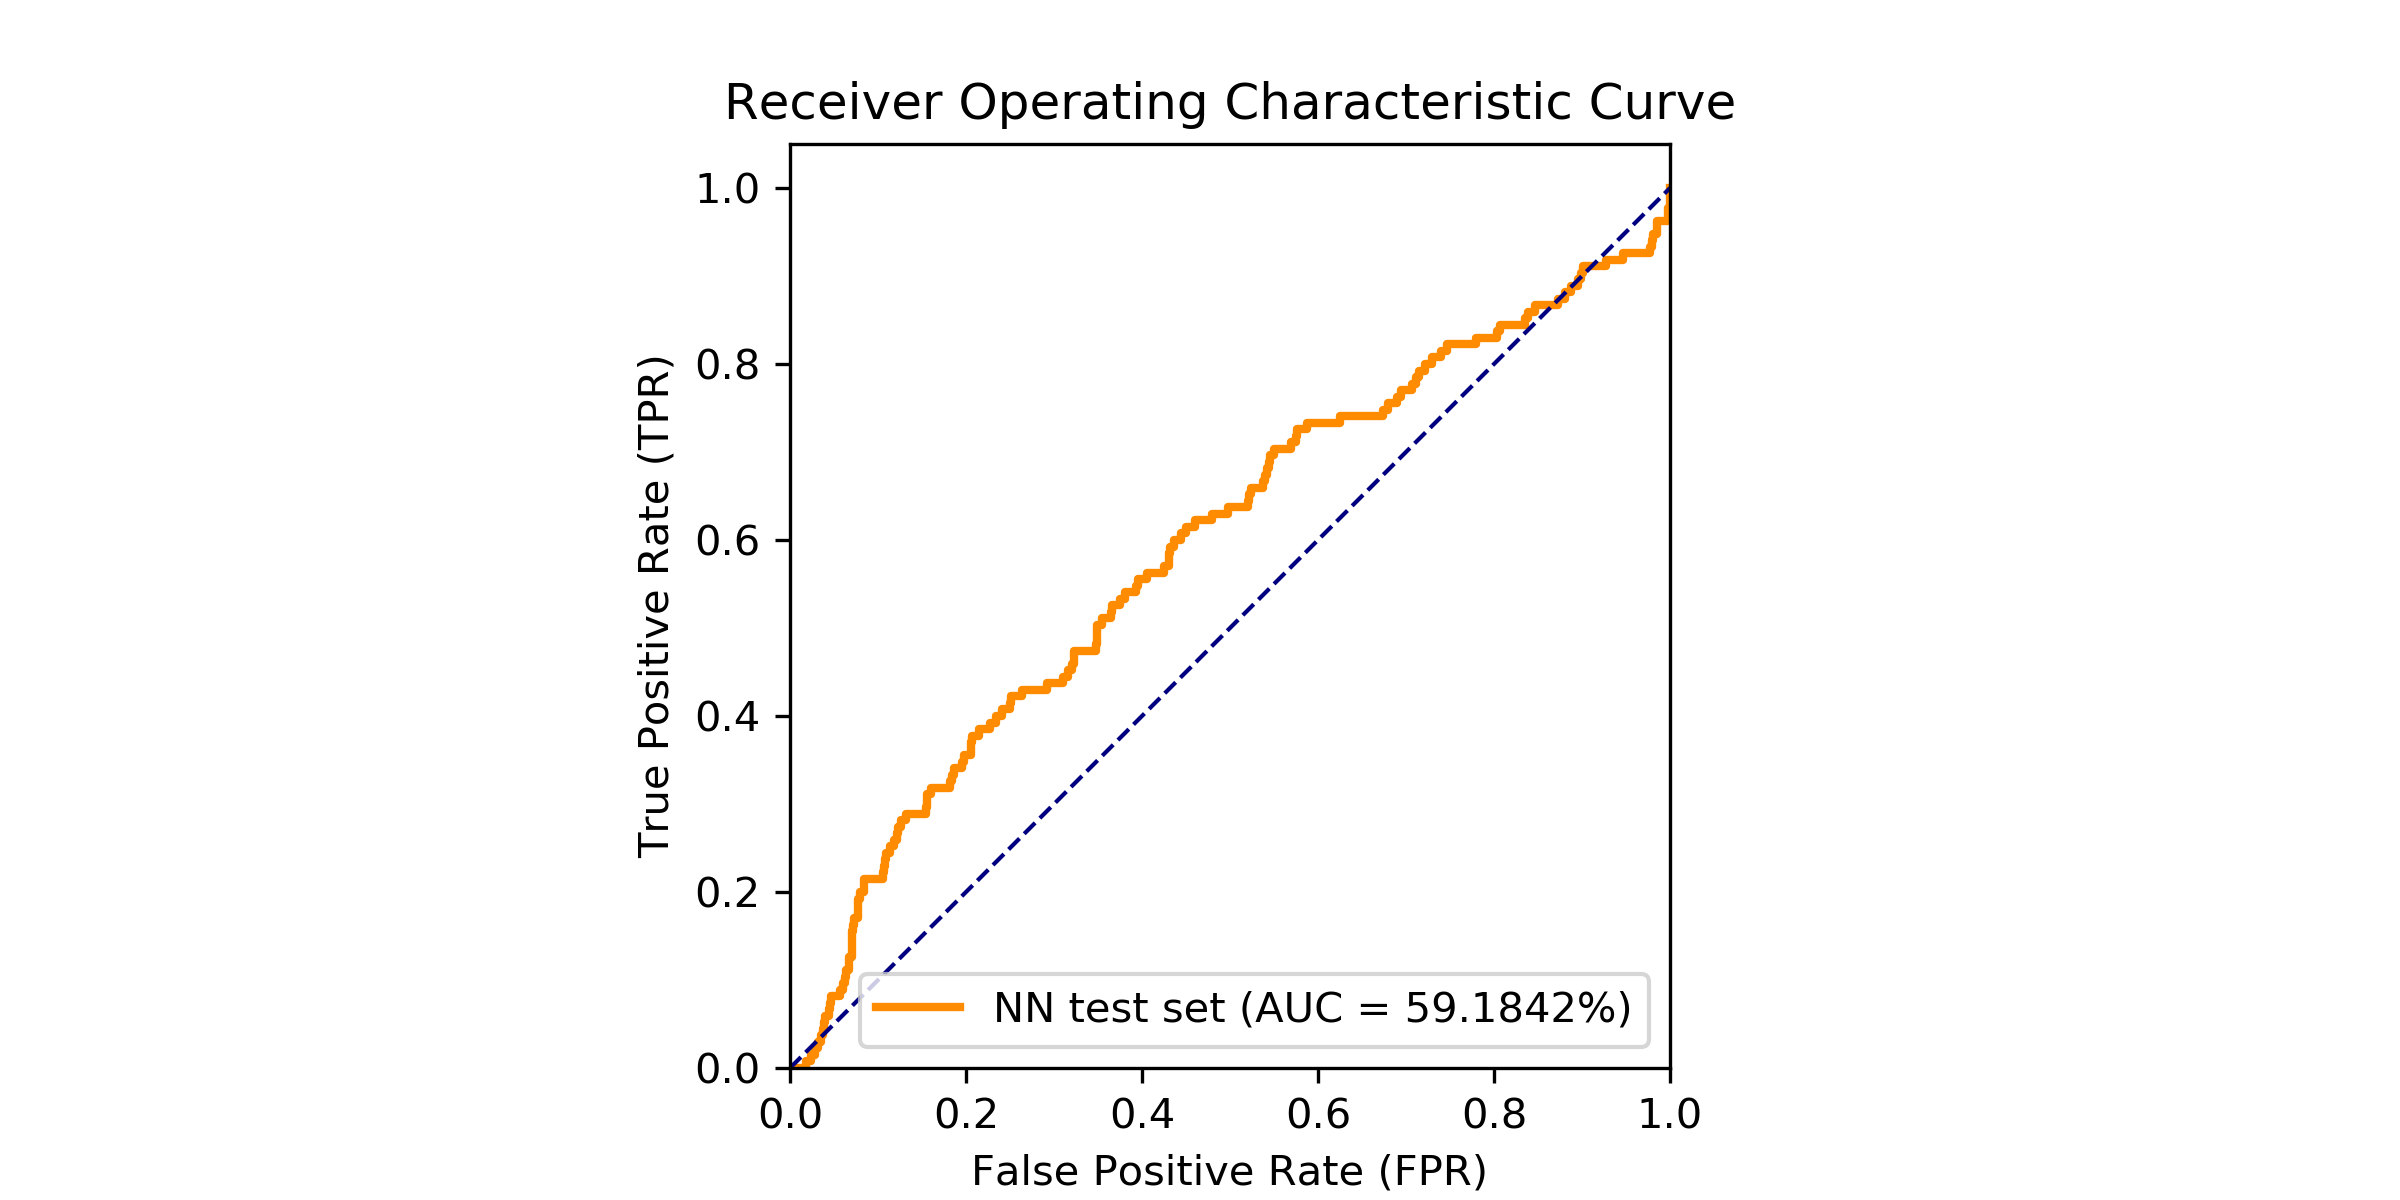 Receiver Operating Characteristic Curve
1.0
0.8
0.6
0.4
0.2
0.0
True Positive Rate (TPR)
NN test set (AUC = 59.1842%)
0.0 0.2 0.4 0.6 0.8 1.0
False Positive Rate (FPR)